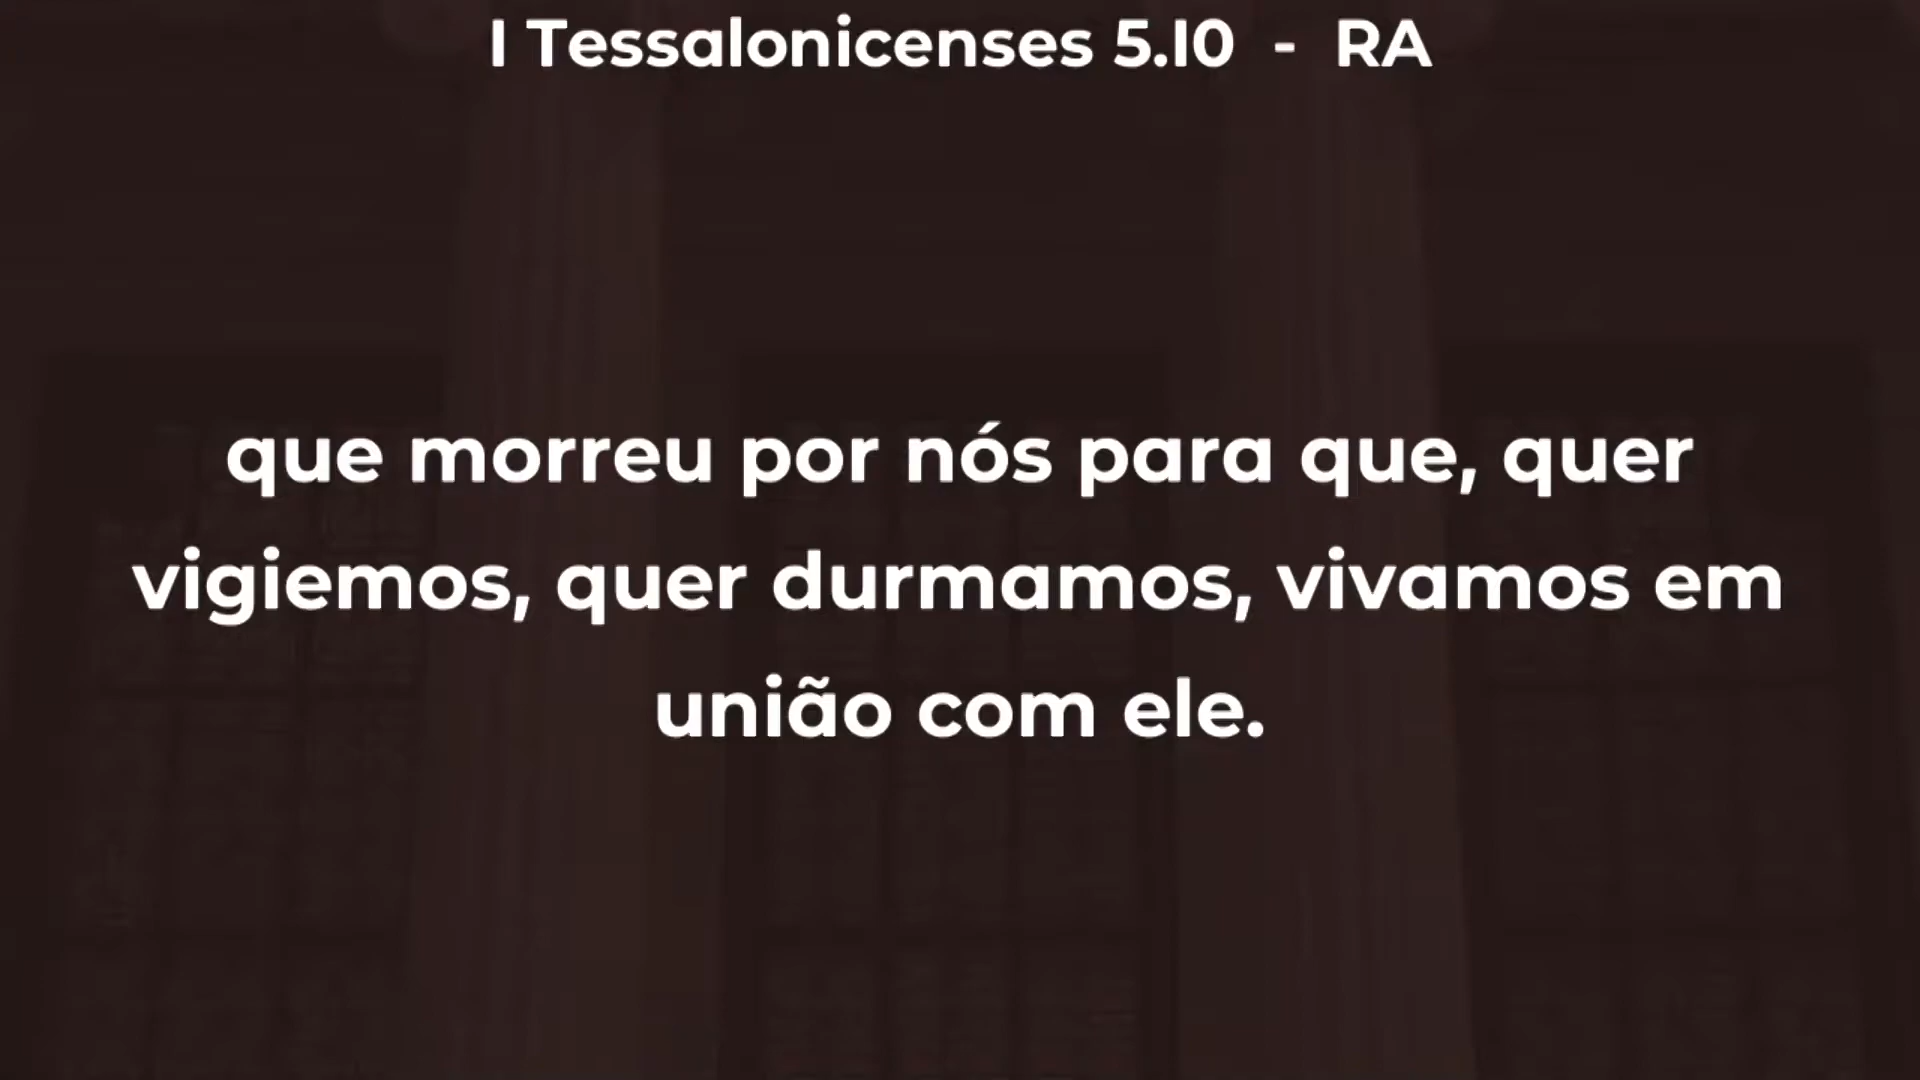 I Tessalonicenses 5.10 - RA
que morreu por nós para que, quer
vigiemos, quer durmamos, vivamos em
união com ele.